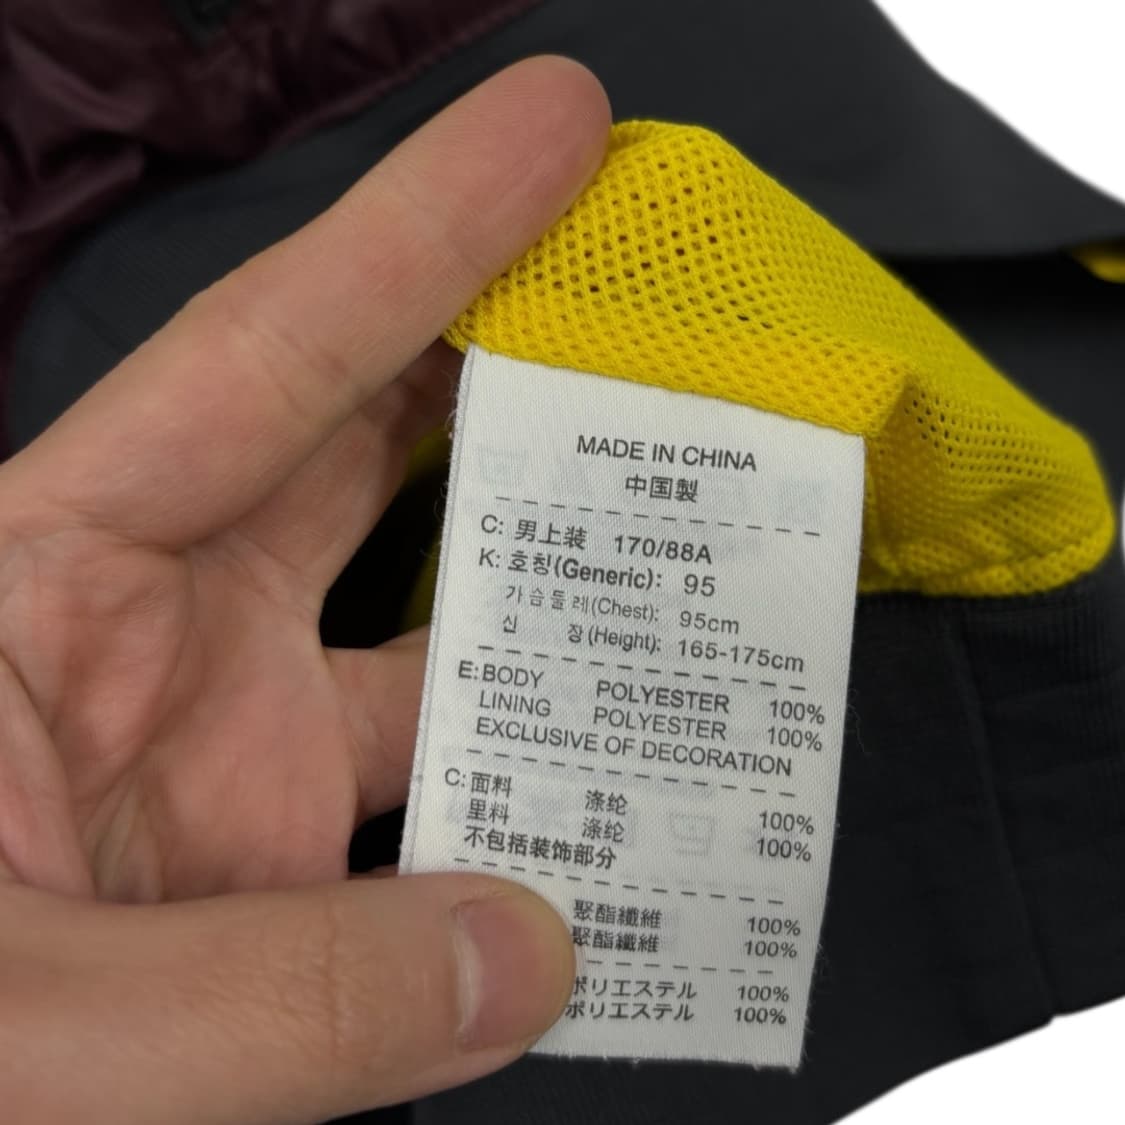 MADE IN CHINA
中国製
C: 男上装 170/88A
K: 호칭(Generic): 95
가슴둘레(Chest): 95cm
신 장(Height): 165-175cm
E: BODY POLYESTER 100%
LINING POLYESTER 100%
EXCLUSIVE OF DECORATION
C: 面料 涤纶 100%
里料 涤纶 100%
不包括装饰部分
聚酯纖維 100%
聚酯纖維 100%
ポリエステル 100%
ポリエステル 100%